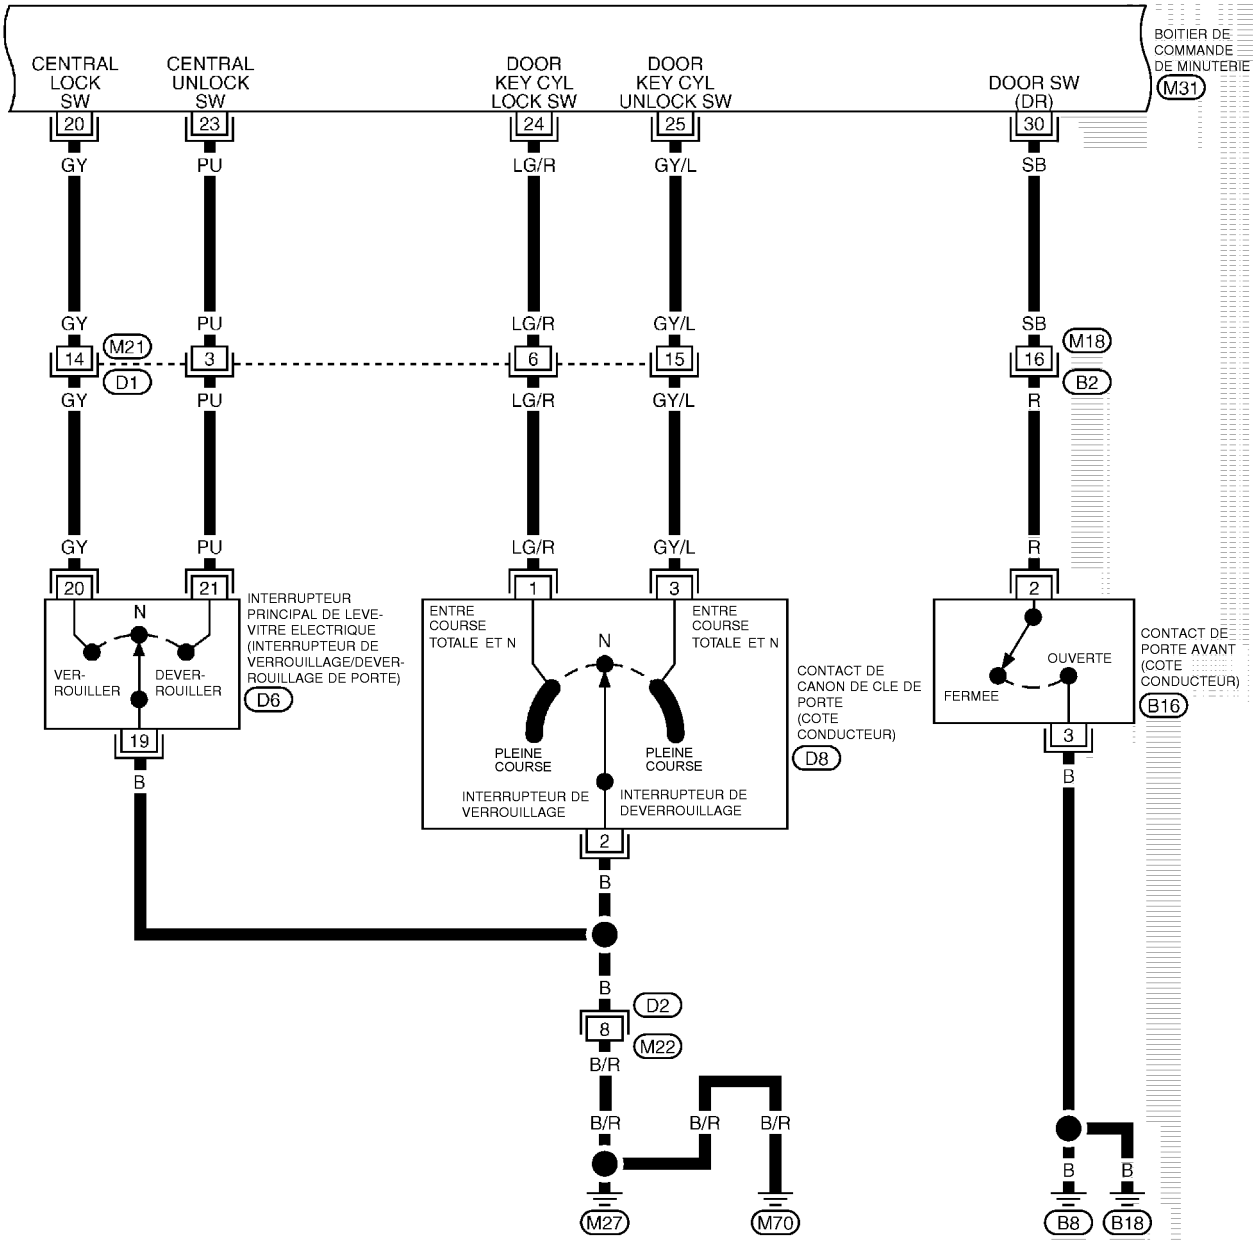 BOITIER DE
COMMANDE
DE MINUTERIE
M31
CENTRAL
LOCK
SW
CENTRAL
UNLOCK
SW
DOOR
KEY CYL
LOCK SW
DOOR
KEY CYL
UNLOCK SW
DOOR SW
(DR)
20 23 24 25 30
GY PU LG/R GY/L SB
GY PU LG/R GY/L SB
M21 M18
14 3 6 15 16
D1 B2
GY PU LG/R GY/L R
GY PU LG/R GY/L R
20 21 1 3 2
INTERRUPTEUR
PRINCIPAL DE LEVE-
VITRE ELECTRIQUE
(INTERRUPTEUR DE
VERROUILLAGE/DEVER-
ROUILLAGE DE PORTE)
D6
N
VER-
ROUILLER
DEVER-
ROUILLER
19
B
ENTRE
COURSE
TOTALE ET N
ENTRE
COURSE
TOTALE ET N
N
PLEINE
COURSE
PLEINE
COURSE
INTERRUPTEUR DE
VERROUILLAGE
INTERRUPTEUR DE
DEVERROUILLAGE
CONTACT DE
CANON DE CLE DE
PORTE
(COTE
CONDUCTEUR)
D8
2
B
B
D2
8
M22
B/R
B/R B/R B/R
M27 M70
OUVERTE
FERMEE
CONTACT DE
PORTE AVANT
(COTE
CONDUCTEUR)
B16
3
B
B B
B8 B18